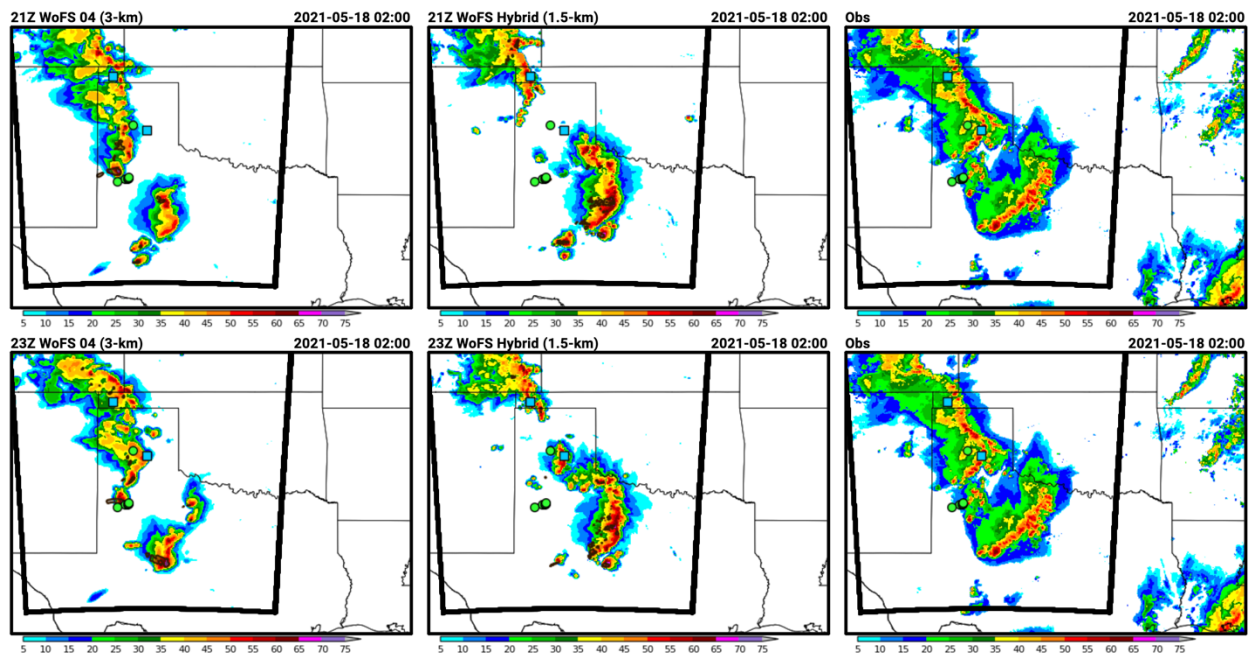 21Z WoFS 04 (3-km) 2021-05-18 02:00
21Z WoFS Hybrid (1.5-km) 2021-05-18 02:00
Obs 2021-05-18 02:00
5 10 15 20 25 30 35 40 45 50 55 60 65 70 75
5 10 15 20 25 30 35 40 45 50 55 60 65 70 75
5 10 15 20 25 30 35 40 45 50 55 60 65 70 75
23Z WoFS 04 (3-km) 2021-05-18 02:00
23Z WoFS Hybrid (1.5-km) 2021-05-18 02:00
Obs 2021-05-18 02:00
5 10 15 20 25 30 35 40 45 50 55 60 65 70 75
5 10 15 20 25 30 35 40 45 50 55 60 65 70 75
5 10 15 20 25 30 35 40 45 50 55 60 65 70 75